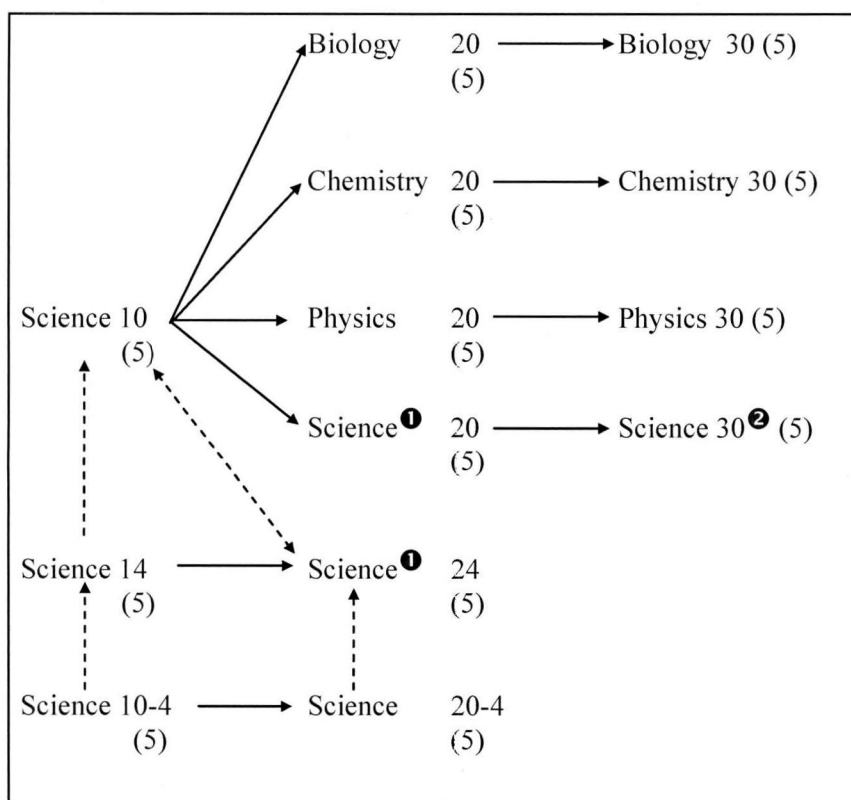 Biology 20 Biology 30 (5)
(5)
Chemistry 20 Chemistry 30 (5)
(5)
Science 10 Physics 20 Physics 30 (5)
(5) (5)
Science❶ 20 Science 30❷ (5)
(5)
Science 14 Science❶ 24
(5) (5)
Science 10-4 Science 20-4
(5) (5)